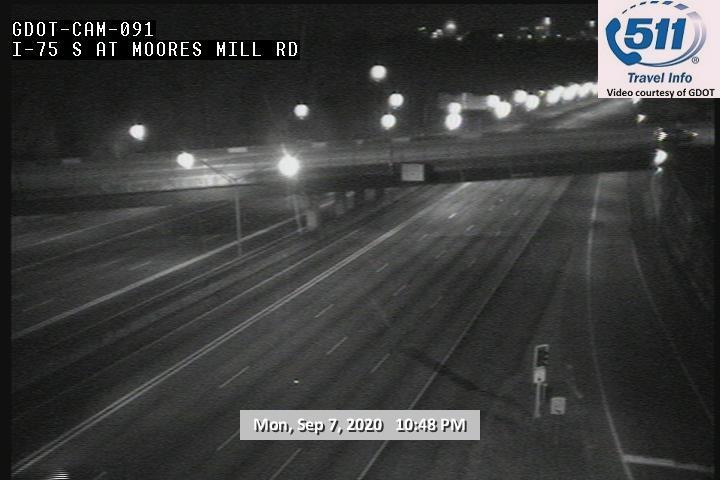 GDOT-CAM-091
I-75 S AT MOORES MILL RD
511
®
Travel Info
Video courtesy of GDOT
Mon, Sep 7, 2020 10:48 PM